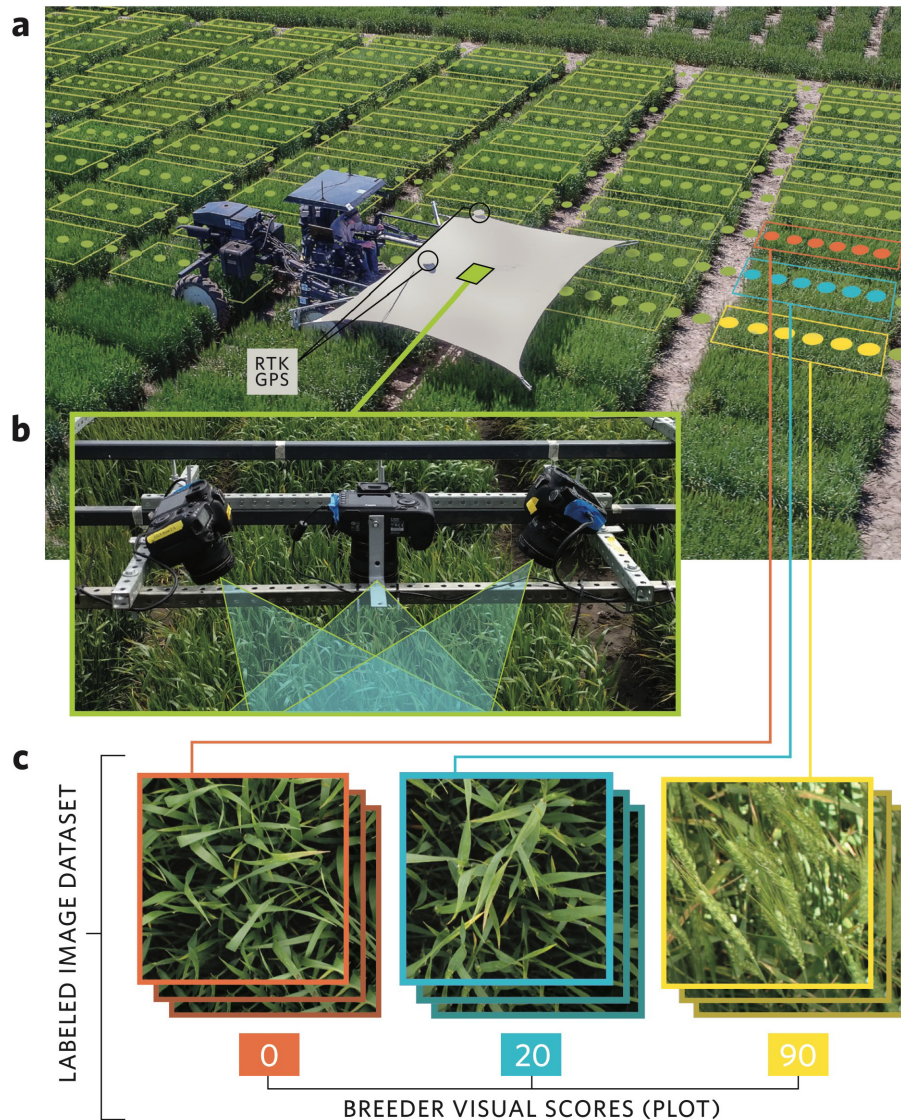 a
RTK
GPS
b
c
LABELED IMAGE DATASET
0
20
90
BREEDER VISUAL SCORES (PLOT)